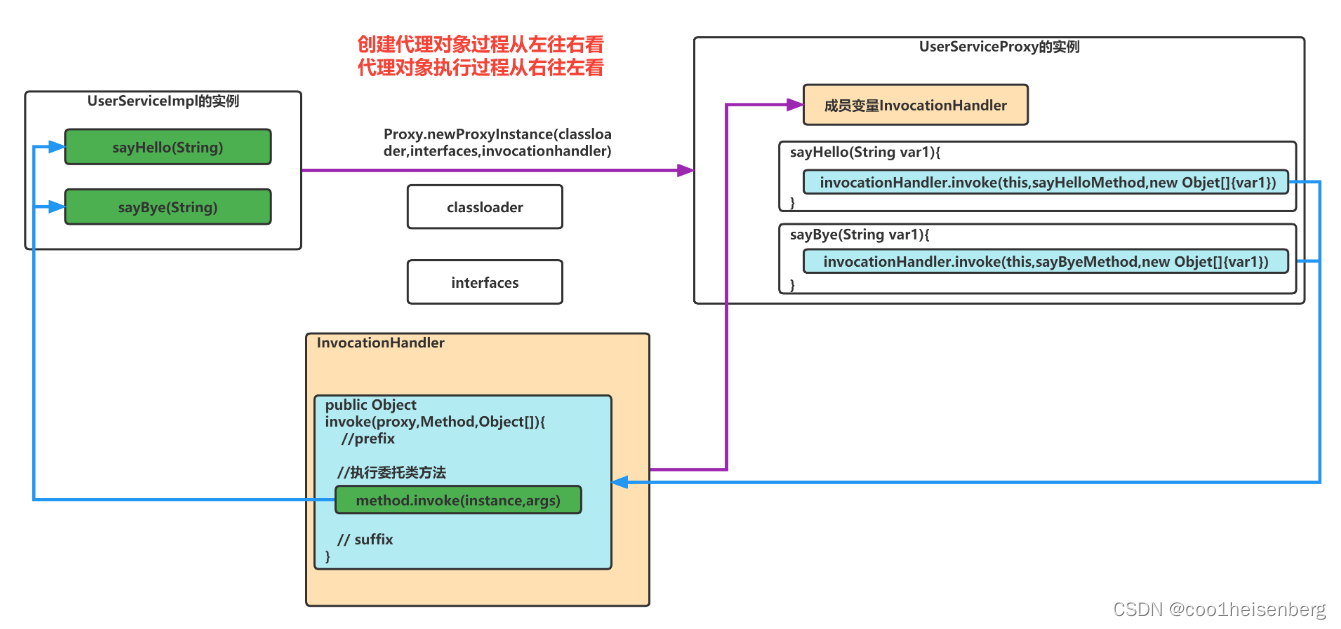 创建代理对象过程从左往右看
代理对象执行过程从右往左看
UserServiceImpl的实例
sayHello(String)
sayBye(String)
Proxy.newProxyInstance(classloa
der,interfaces,invocationhandler)
classloader
interfaces
UserServiceProxy的实例
成员变量InvocationHandler
sayHello(String var1){
invocationHandler.invoke(this,sayHelloMethod,new Objet[]{var1})
}
sayBye(String var1){
invocationHandler.invoke(this,sayByeMethod,new Objet[]{var1})
}
InvocationHandler
public Object
invoke(proxy,Method,Object[]){
//prefix
//执行委托类方法
method.invoke(instance,args)
// suffix
}
CSDN @coo1heisenberg